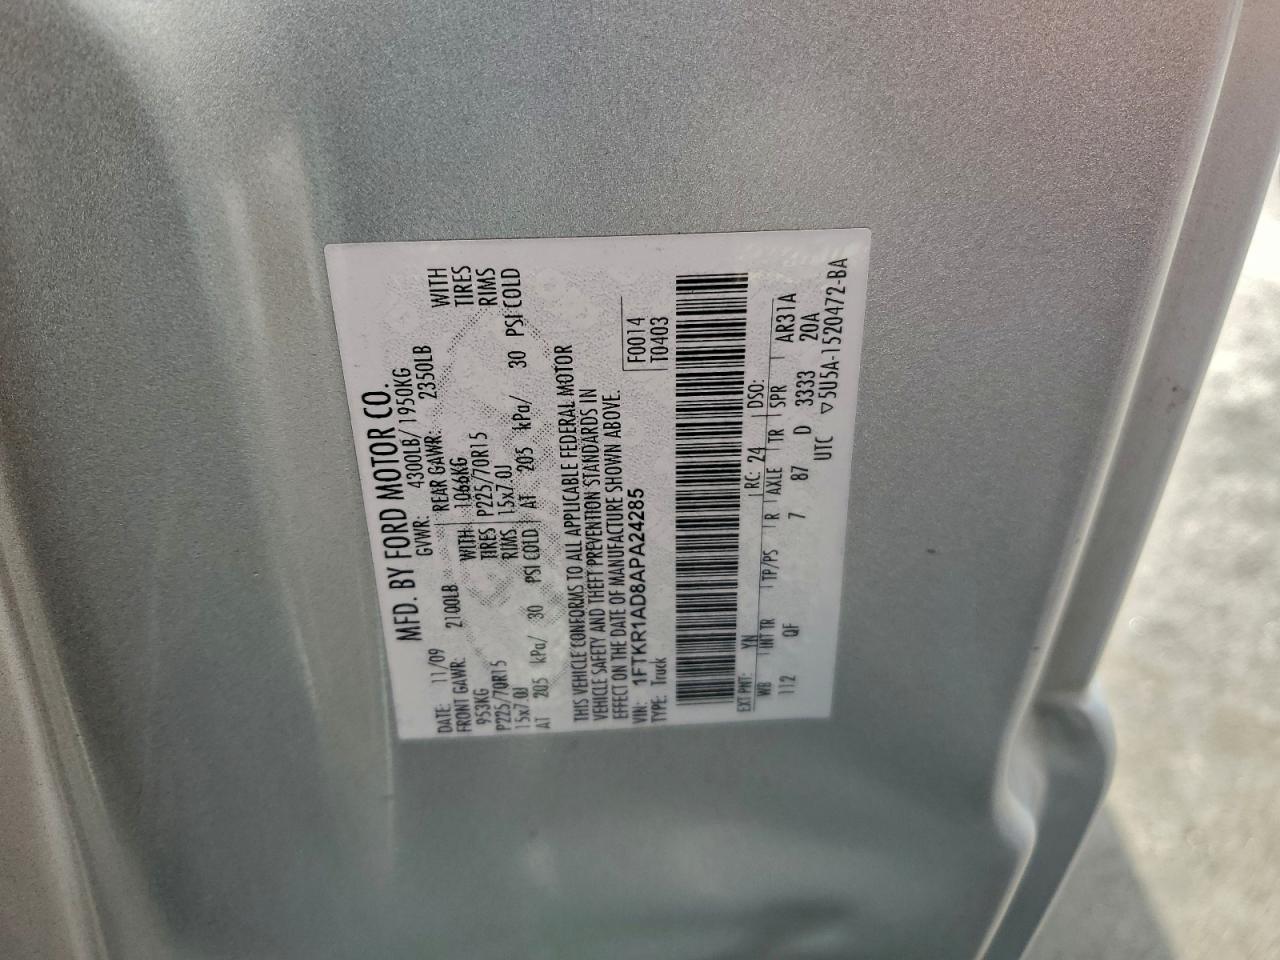 MFD. BY FORD MOTOR CO.
DATE: 11/09 GVWR: 4300LB/1950KG
FRONT GAWR: 2100LB REAR GAWR: 2350LB
953KG WITH 1066KG WITH
P225/70R15 TIRES P225/70R15 TIRES
15x7.0J RIMS 15x7.0J RIMS
AT 205 kPa/ 30 PSI COLD AT 205 kPa/ 30 PSI COLD
THIS VEHICLE CONFORMS TO ALL APPLICABLE FEDERAL MOTOR
VEHICLE SAFETY AND THEFT PREVENTION STANDARDS IN
EFFECT ON THE DATE OF MANUFACTURE SHOWN ABOVE.
VIN: 1FTKR1AD8APA24285 F0014
TYPE: Truck T0403
EXT PNT: YN RC: 24 DSO:
WB INT TR TP/PS R AXLE TR SPR AR31A
112 QF 7 87 D 3333 20A
UTC ▽5U5A-1520472-BA